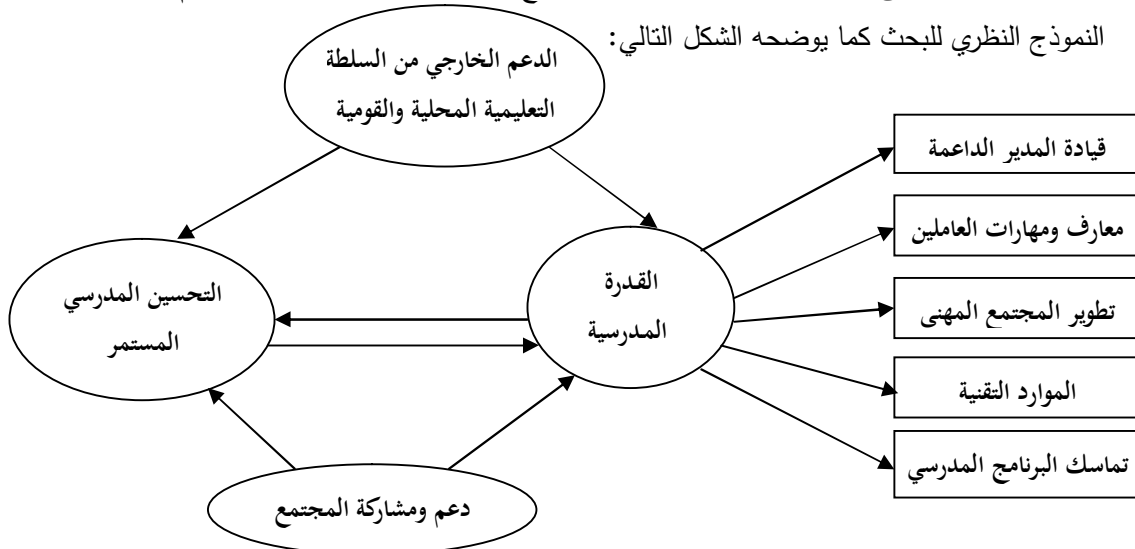 النموذج النظري للبحث كما يوضحه الشكل التالي:
الدعم الخارجي من السلطة
التعليمية المحلية والقومية
قيادة المدير الداعمة
معارف ومهارات العاملين
القدرة
المدرسية
التحسين المدرسي
المستمر
تطوير المجتمع المهنى
الموارد التقنية
تماسك البرنامج المدرسي
دعم ومشاركة المجتمع